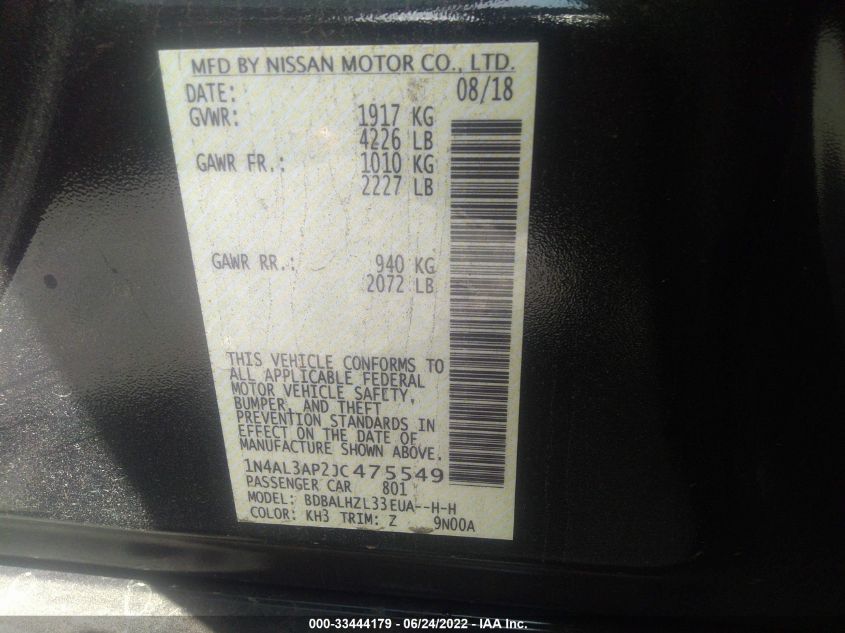 MFD BY NISSAN MOTOR CO., LTD.
DATE: 08/18
GVWR: 1917 KG
4226 LB
GAWR FR.: 1010 KG
2227 LB
GAWR RR.: 940 KG
2072 LB
THIS VEHICLE CONFORMS TO
ALL APPLICABLE FEDERAL
MOTOR VEHICLE SAFETY,
BUMPER, AND THEFT
PREVENTION STANDARDS IN
EFFECT ON THE DATE OF
MANUFACTURE SHOWN ABOVE.
1N4AL3AP2JC475549
PASSENGER CAR 801
MODEL: BDBALHZL33EUA--H-H
COLOR: KH3 TRIM: Z 9N00A
000-33444179 - 06/24/2022 - IAA Inc.